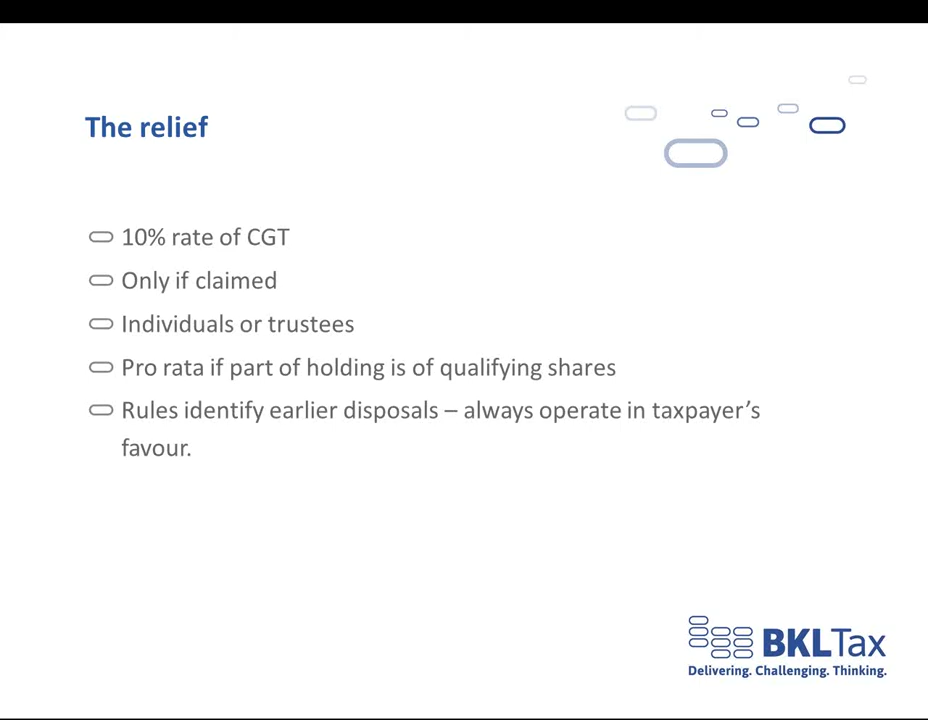 The relief
10% rate of CGT
Only if claimed
Individuals or trustees
Pro rata if part of holding is of qualifying shares
Rules identify earlier disposals – always operate in taxpayer’s
favour.
BKLTax
Delivering. Challenging. Thinking.